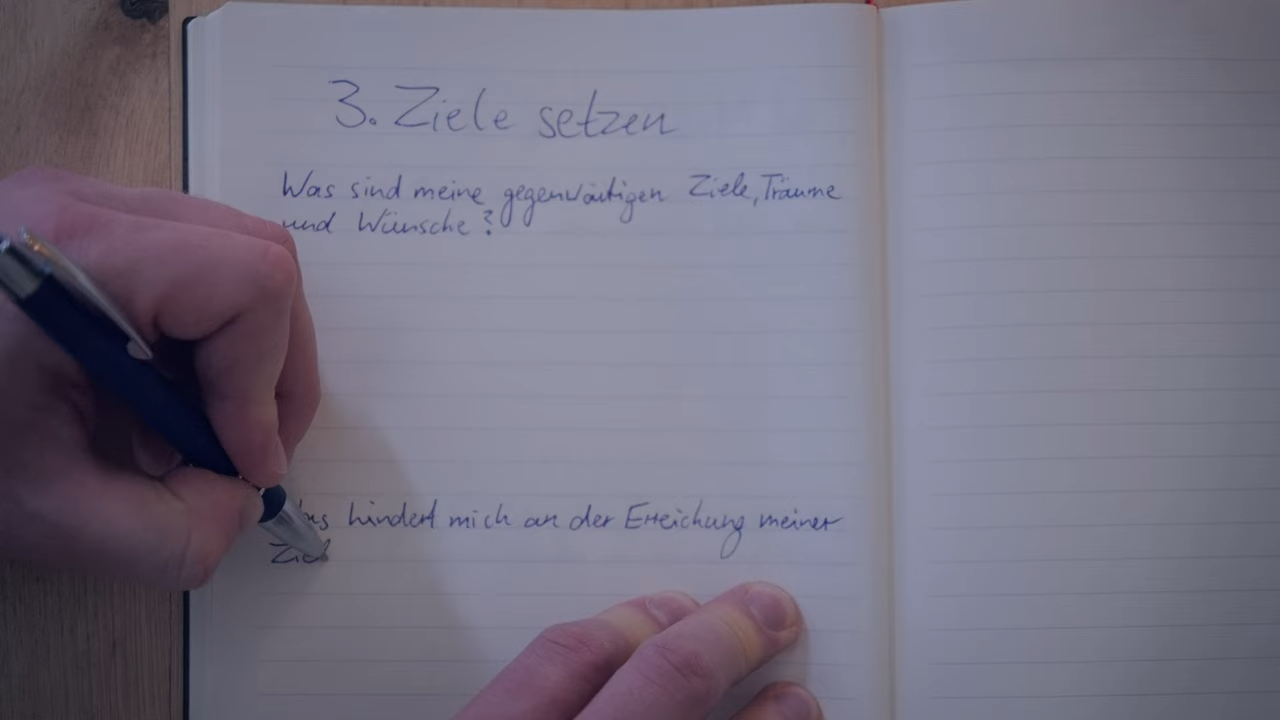 3. Ziele setzen
Was sind meine gegenwärtigen Ziele, Träume
und Wünsche?
hindert mich an der Erreichung meiner